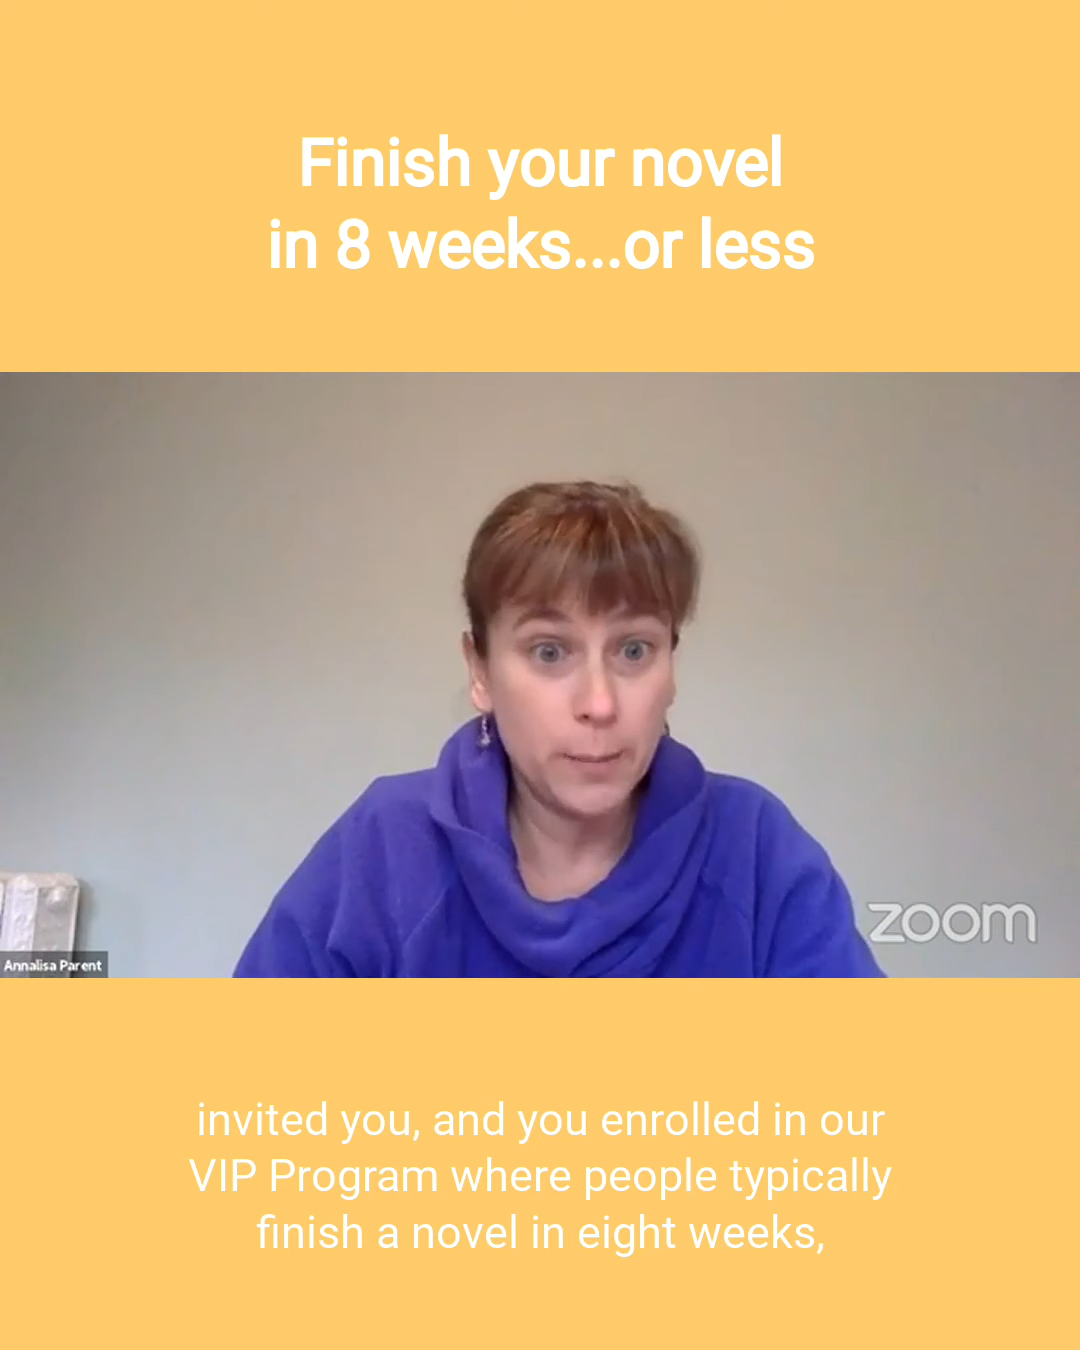 Finish your novel
in 8 weeks...or less
zoom
Annalisa Parent
invited you, and you enrolled in our
VIP Program where people typically
finish a novel in eight weeks,